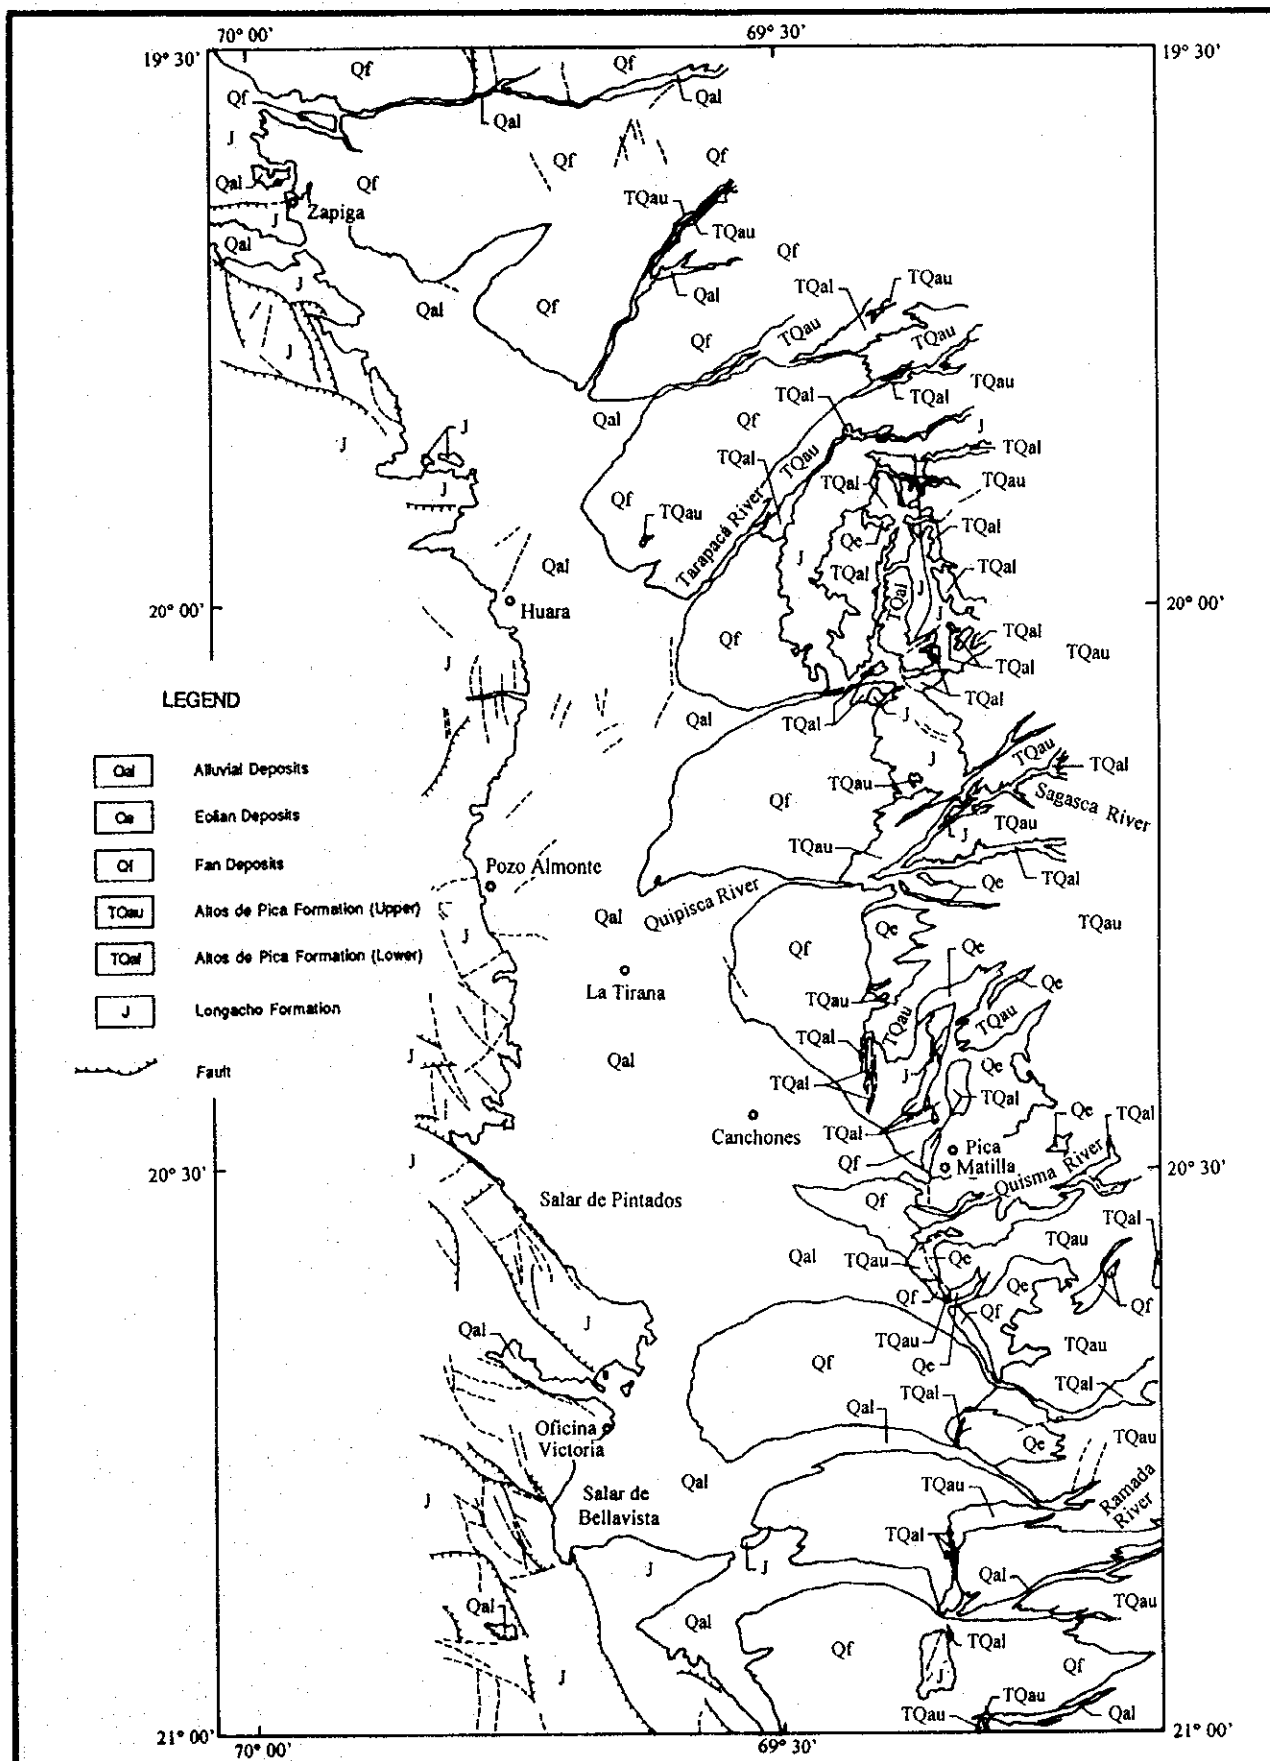 70° 00'
69° 30'
19° 30'
19° 30'
Qf
Qf
Qf
Qal
Qal
J
Qf
Qf
Qal
Qf
Zapiga
J
TQau
TQau
Qal
Qf
TQau
J
Qal
Qf
Qal
TQal
TQau
TQau
Qf
J
TQau
TQal
TQal
Qal
Qf
J
J
J
TQal
TQau
TQal
TQal
TQau
J
Qf
TQau
Tarapacá River
Qe
TQal
Qal
J
TQal
TQal
TQal
J
20° 00'
Huara
20° 00'
J
TQal
Qf
TQau
J
TQal
TQal
LEGEND
Qal
TQal
J
J
TQau
TQal
Qal Alluvial Deposits
Qe Eolian Deposits
Qf Fan Deposits
TQau Altos de Pica Formation (Upper)
TQal Altos de Pica Formation (Lower)
J Longacho Formation
Fault
Qf
TQau
Sagasca River
TQau
J
TQau
Pozo Almonte
Qe
TQal
Quipisca River
Qal
TQau
J
Qf
Qe
La Tirana
Qe
TQau
TQau
TQau
TQal
Qal
J
Qe
TQal
J
TQal
Qe
TQal
Canchones
TQal
Pica
Qf
Matilla
20° 30'
J
20° 30'
Quisma River
Salar de Pintados
Qf
TQal
Qal
TQau
Qe
TQau
Qe
Qf
Qf
Qf
J
Qal
TQau
Qf
Qe
TQau
TQal
TQal
Qal
Oficina
Victoria
Qe
TQau
Qal
J
Salar de
Bellavista
TQau
Ramada
River
TQal
J
J
Qal
TQau
Qal
Qal
Qf
TQal
J
Qf
J
TQau
TQau
Qal
21° 00'
21° 00'
70° 00'
69° 30'